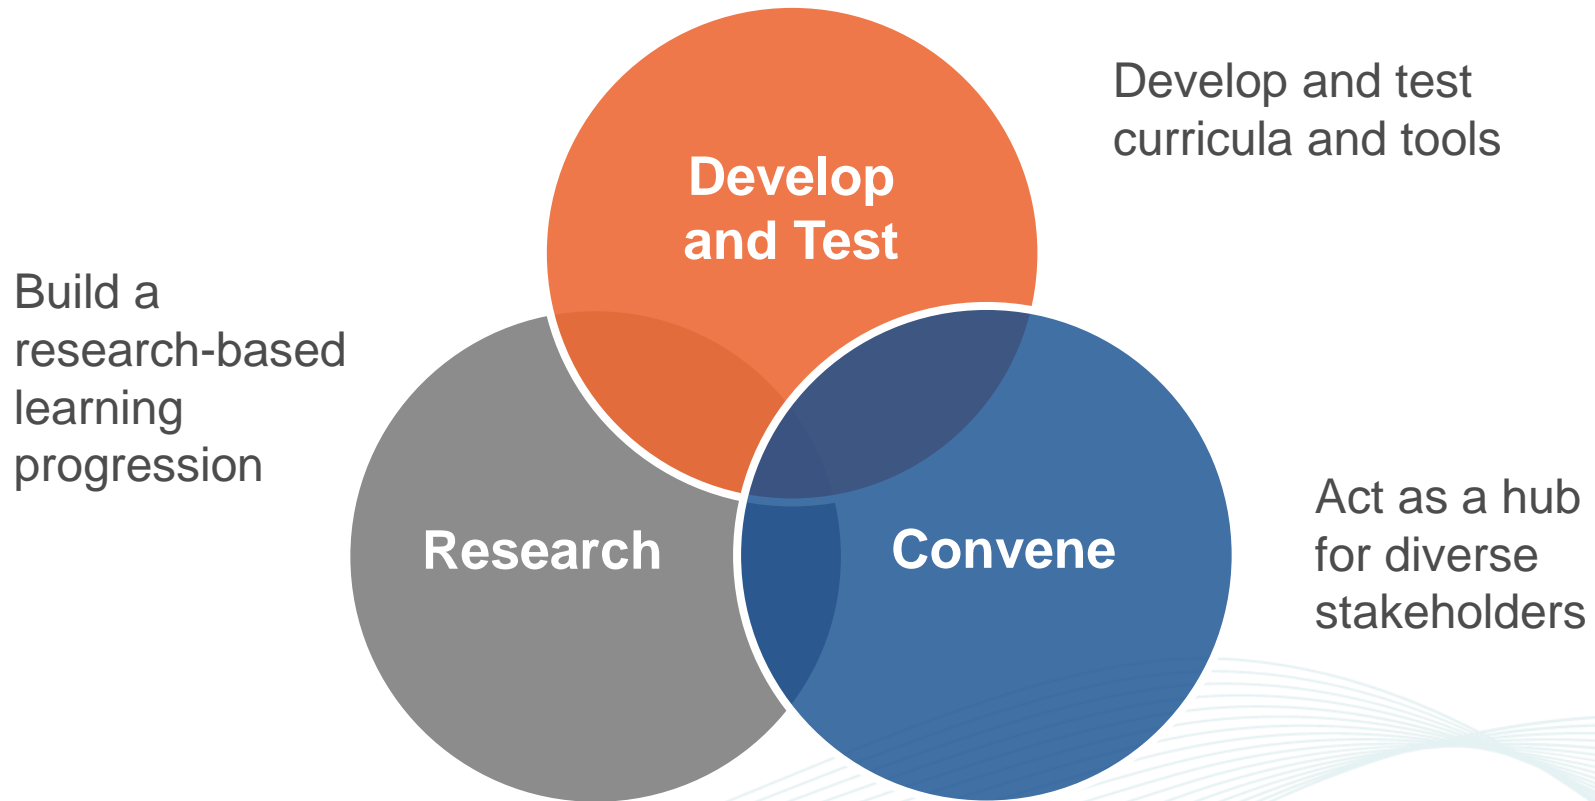 Develop and test
curricula and tools
Develop
and Test
Build a
research-based
learning
progression
Research
Convene
Act as a hub
for diverse
stakeholders